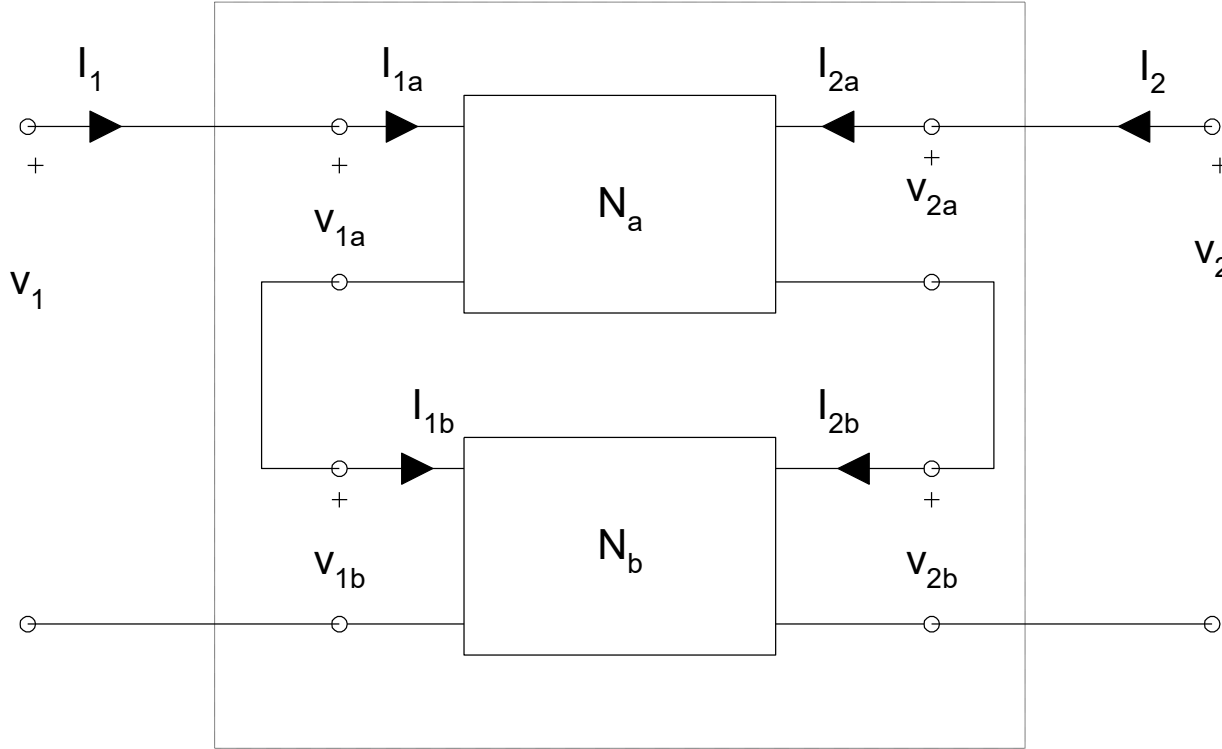 I₁ I₁ₐ I₂ₐ I₂
+ + + +
Nₐ
v₁ₐ v₂ₐ
v₁ v₂
I1b I2b
+ +
Nb
v1b v2b